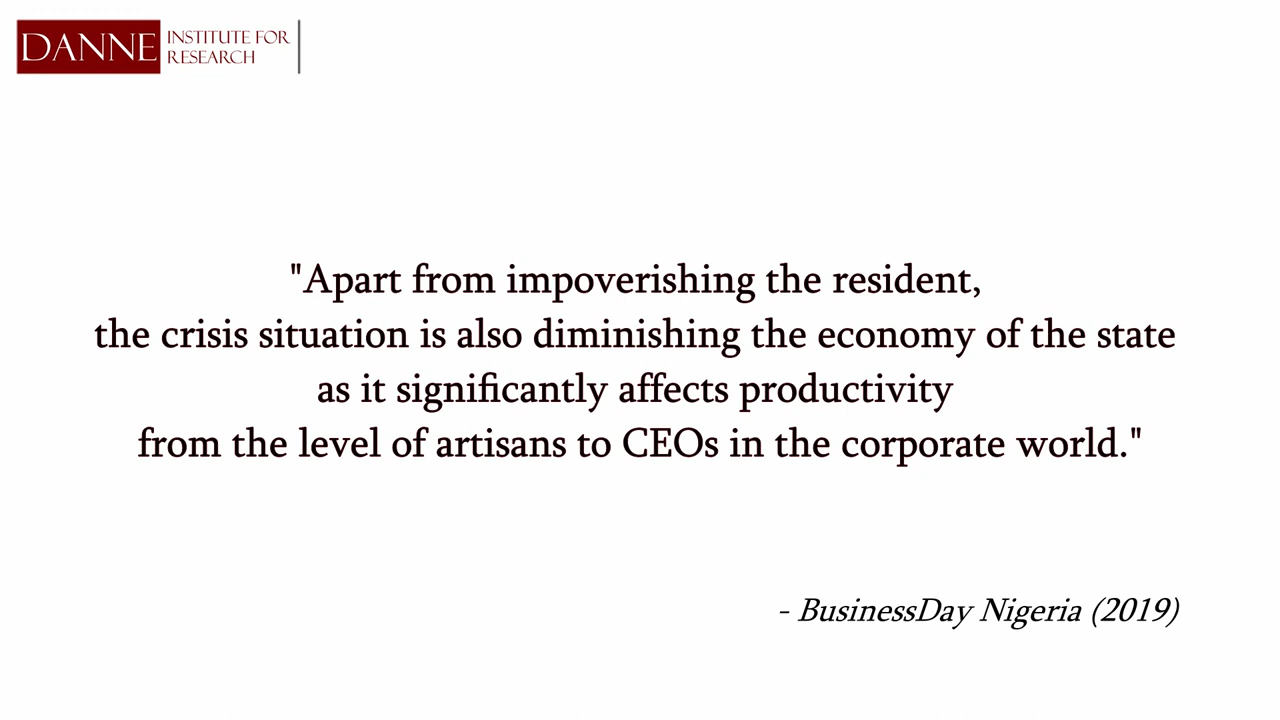 DANNE
INSTITUTE FOR
RESEARCH
"Apart from impoverishing the resident,
the crisis situation is also diminishing the economy of the state
as it significantly affects productivity
from the level of artisans to CEOs in the corporate world."
- BusinessDay Nigeria (2019)